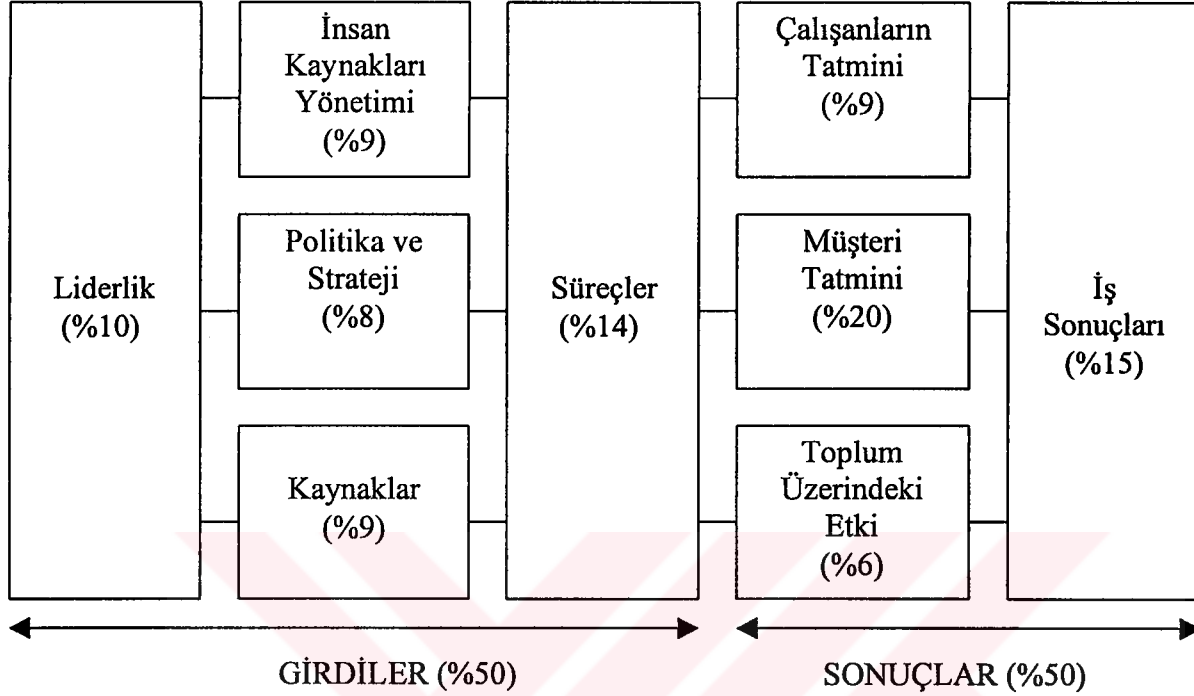 Liderlik
(%10)
İnsan
Kaynakları
Yönetimi
(%9)
Politika ve
Strateji
(%8)
Kaynaklar
(%9)
Süreçler
(%14)
Çalışanların
Tatmini
(%9)
Müşteri
Tatmini
(%20)
Toplum
Üzerindeki
Etki
(%6)
İş
Sonuçları
(%15)
GİRDİLER (%50)
SONUÇLAR (%50)